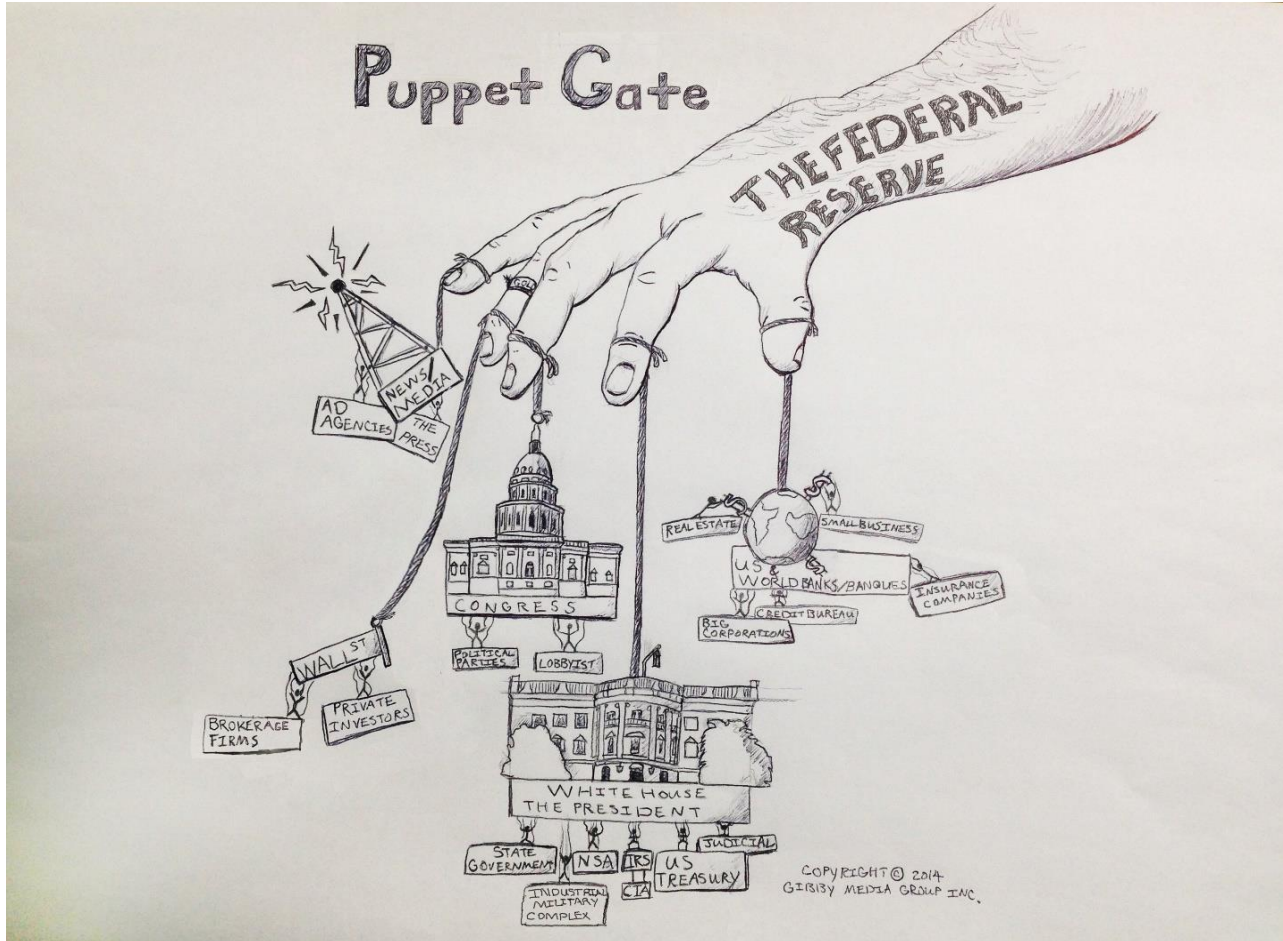 Puppet Gate
THE FEDERAL
RESERVE
GOLD
NEWS/
MEDIA
AD
AGENCIES
THE
PRESS
REAL ESTATE
SMALL BUSINESS
US
WORLD BANKS/BANQUES
INSURANCE
COMPANIES
CREDIT BUREAU
BIG
CORPORATIONS
CONGRESS
POLITICAL
PARTIES
LOBBYIST
WALL ST
PRIVATE
INVESTORS
BROKERAGE
FIRMS
WHITE HOUSE
THE PRESIDENT
STATE
GOVERNMENT
NSA
IRS
CIA
US
TREASURY
JUDICIAL
INDUSTRIAL
MILITARY
COMPLEX
COPYRIGHT © 2014
GIBBY MEDIA GROUP INC.